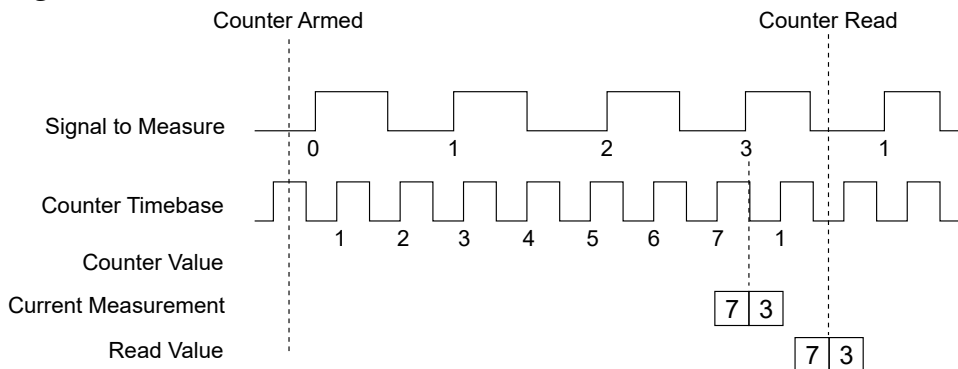 Counter Armed Counter Read
Signal to Measure
0 1 2 3 1
Counter Timebase
1 2 3 4 5 6 7 1
Counter Value
Current Measurement 7 3
Read Value 7 3